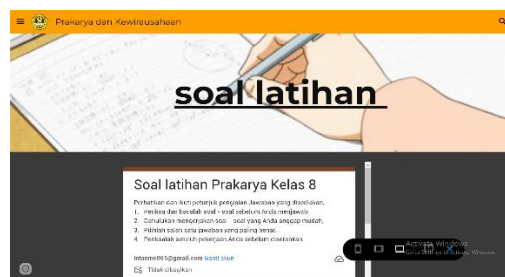 Prakarya dan Kewirausahaan
soal latihan
Soal latihan Prakarya Kelas 8
Perhatikan dan ikuti petunjuk pengisian Jawaban yang disediakan,
1. Periksa dan bacalah soal - soal sebelum Anda menjawab;
2. Dahulukan mengerjakan soal - soal yang Anda anggap mudah;
3. Pilihlah salah satu jawaban yang paling benar;
4. Periksalah seluruh pekerjaan Anda sebelum diserahkan
intanms061@gmail.com Ganti akun
Tidak dibagikan
Activate Windows